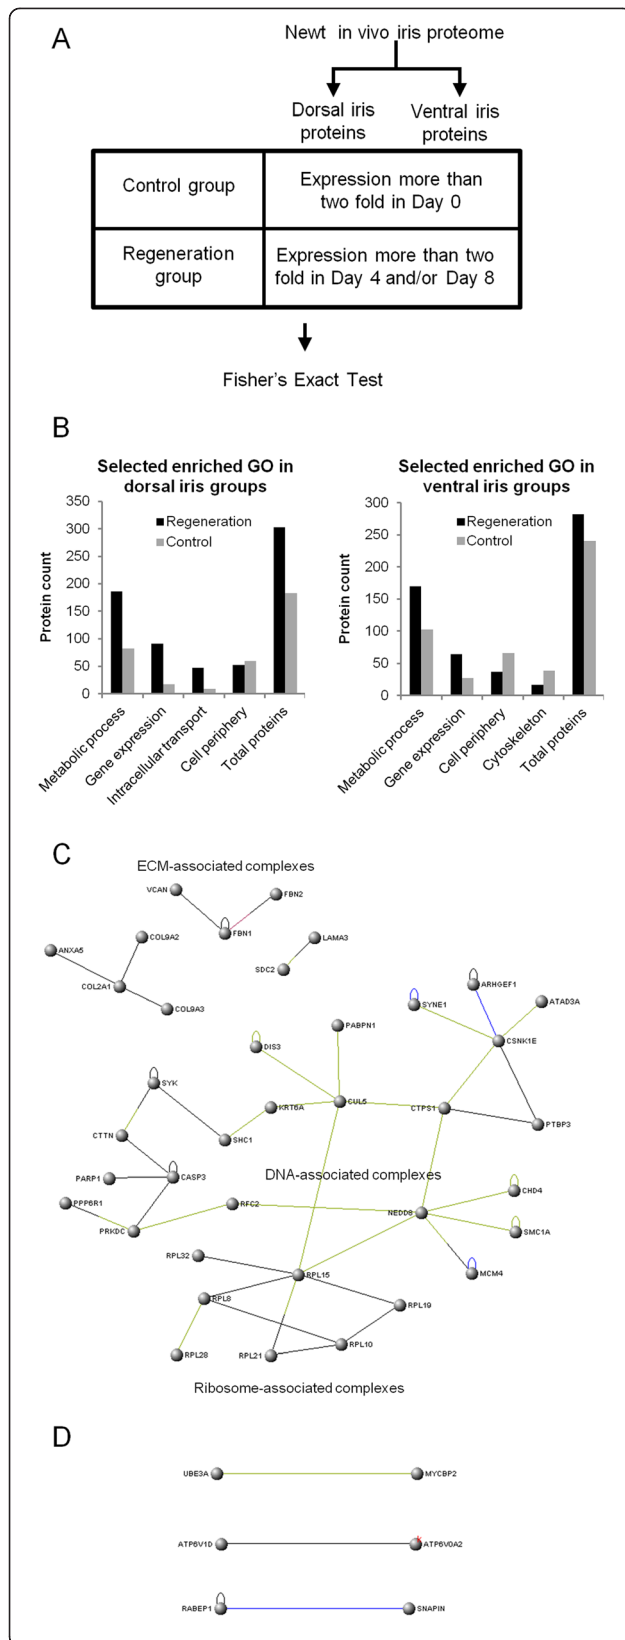 A
Newt in vivo iris proteome
Dorsal iris
proteins
Ventral iris
proteins
Control group
Expression more than
two fold in Day 0
Regeneration
group
Expression more than two
fold in Day 4 and/or Day 8
Fisher's Exact Test
B
Selected enriched GO in
dorsal iris groups
350
300
250
200
150
100
50
0
Protein count
Regeneration
Control
Metabolic process
Gene expression
Intracellular transport
Cell periphery
Total proteins
Selected enriched GO in
ventral iris groups
300
250
200
150
100
50
0
Protein count
Regeneration
Control
Metabolic process
Gene expression
Cell periphery
Cytoskeleton
Total proteins
C
ECM-associated complexes
VCAN
FBN2
FBN1
LAMA3
SDC2
ANXA5
COL9A2
COL2A1
COL9A3
ARHGEF1
SYNE1
ATAD3A
CSNK1E
PABPN1
DIS3
SYK
KRT6A
CUL5
CTPS1
PTBP3
CTTN
SHC1
DNA-associated complexes
PARP1
CASP3
CHD4
PPP6R1
RFC2
NEDD8
PRKDC
SMC1A
RPL32
RPL15
MCM4
RPL8
RPL19
RPL10
RPL28
RPL21
Ribosome-associated complexes
D
UBE3A
MYCBP2
ATP6V1D
ATP6V0A2
RABEP1
SNAPIN